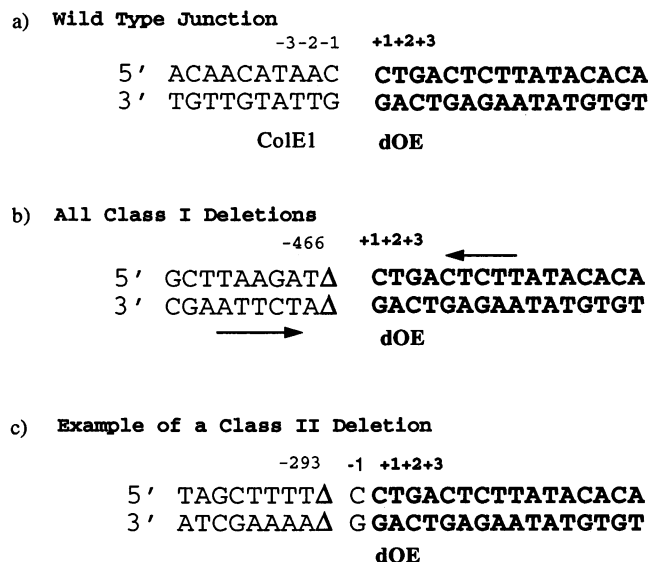 a) Wild Type Junction
-3-2-1 +1+2+3
5' ACAACATAAC CTGACTCTTATACACA
3' TGTTGTATTG GACTGAGAATATGTGT
ColE1 dOE
b) All Class I Deletions
-466 +1+2+3
5' GCTTAAGATΔ CTGACTCTTATACACA
3' CGAATTCTAΔ GACTGAGAATATGTGT
dOE
c) Example of a Class II Deletion
-293 -1 +1+2+3
5' TAGCTTTTΔ CCTGACTCTTATACACA
3' ATCGAAAAΔ GGACTGAGAATATGTGT
dOE